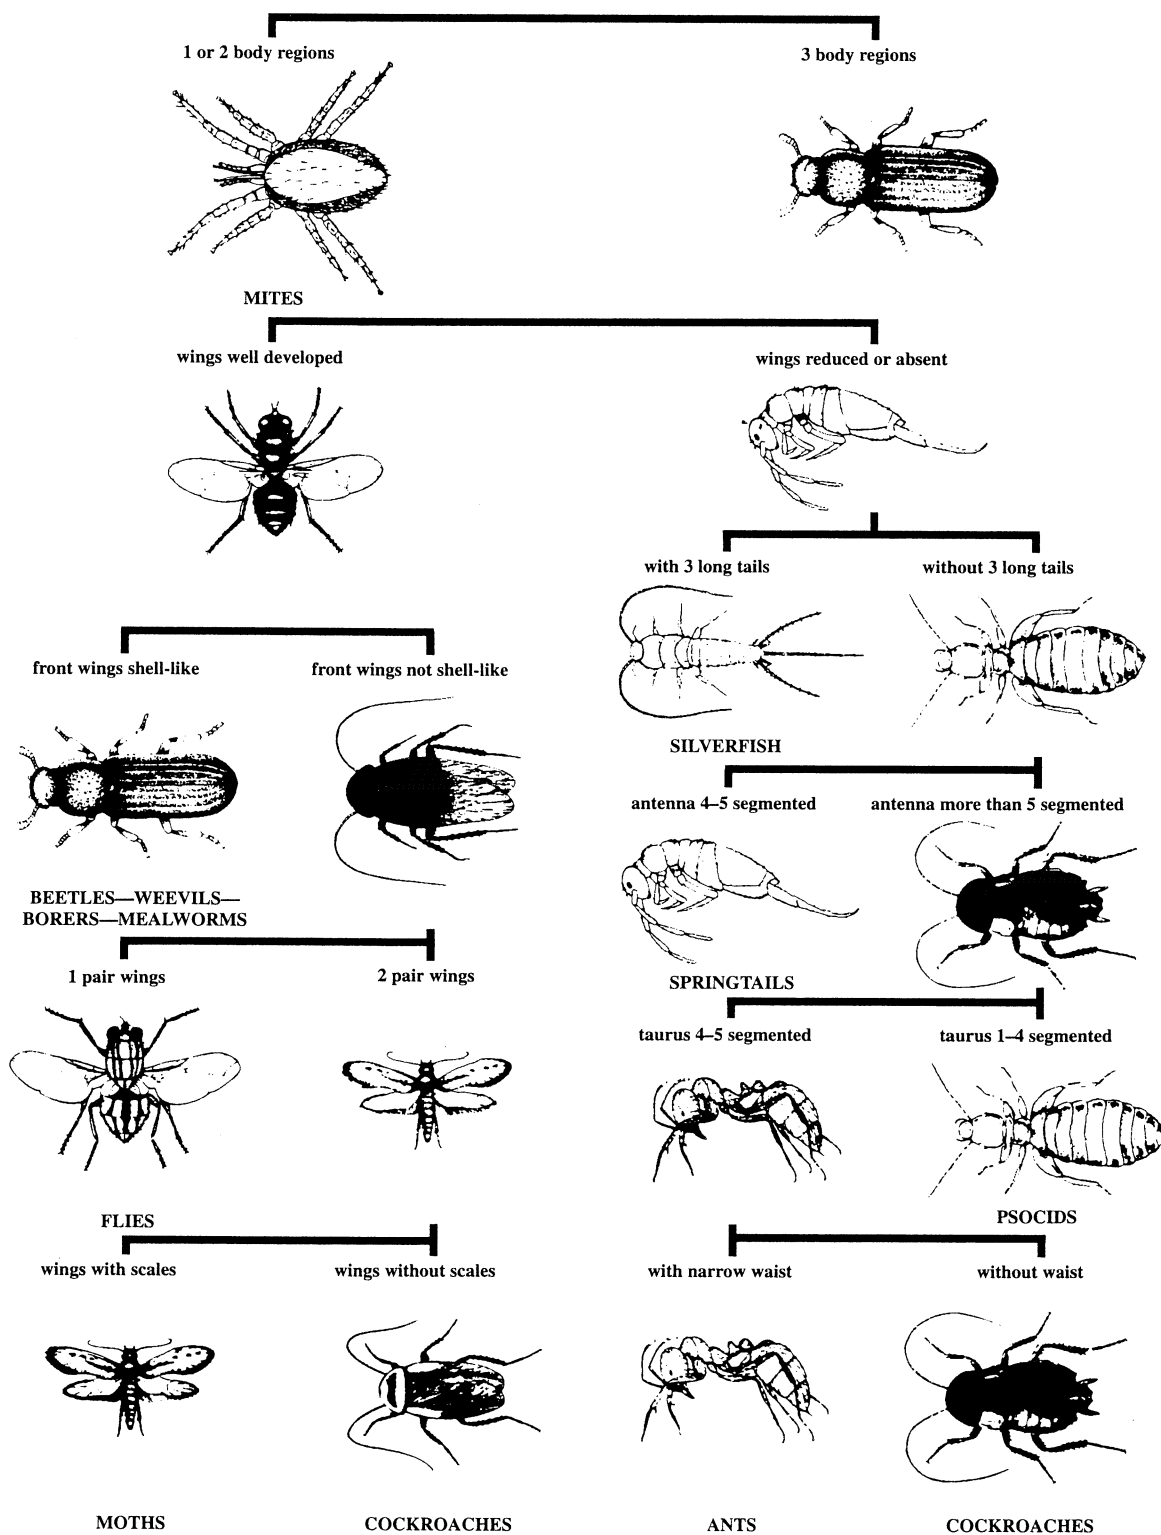 1 or 2 body regions
3 body regions
MITES
wings well developed
wings reduced or absent
with 3 long tails
without 3 long tails
front wings shell-like
front wings not shell-like
SILVERFISH
antenna 4–5 segmented
antenna more than 5 segmented
BEETLES—WEEVILS—
BORERS—MEALWORMS
1 pair wings
2 pair wings
SPRINGTAILS
taurus 4–5 segmented
taurus 1–4 segmented
FLIES
PSOCIDS
wings with scales
wings without scales
with narrow waist
without waist
MOTHS
COCKROACHES
ANTS
COCKROACHES